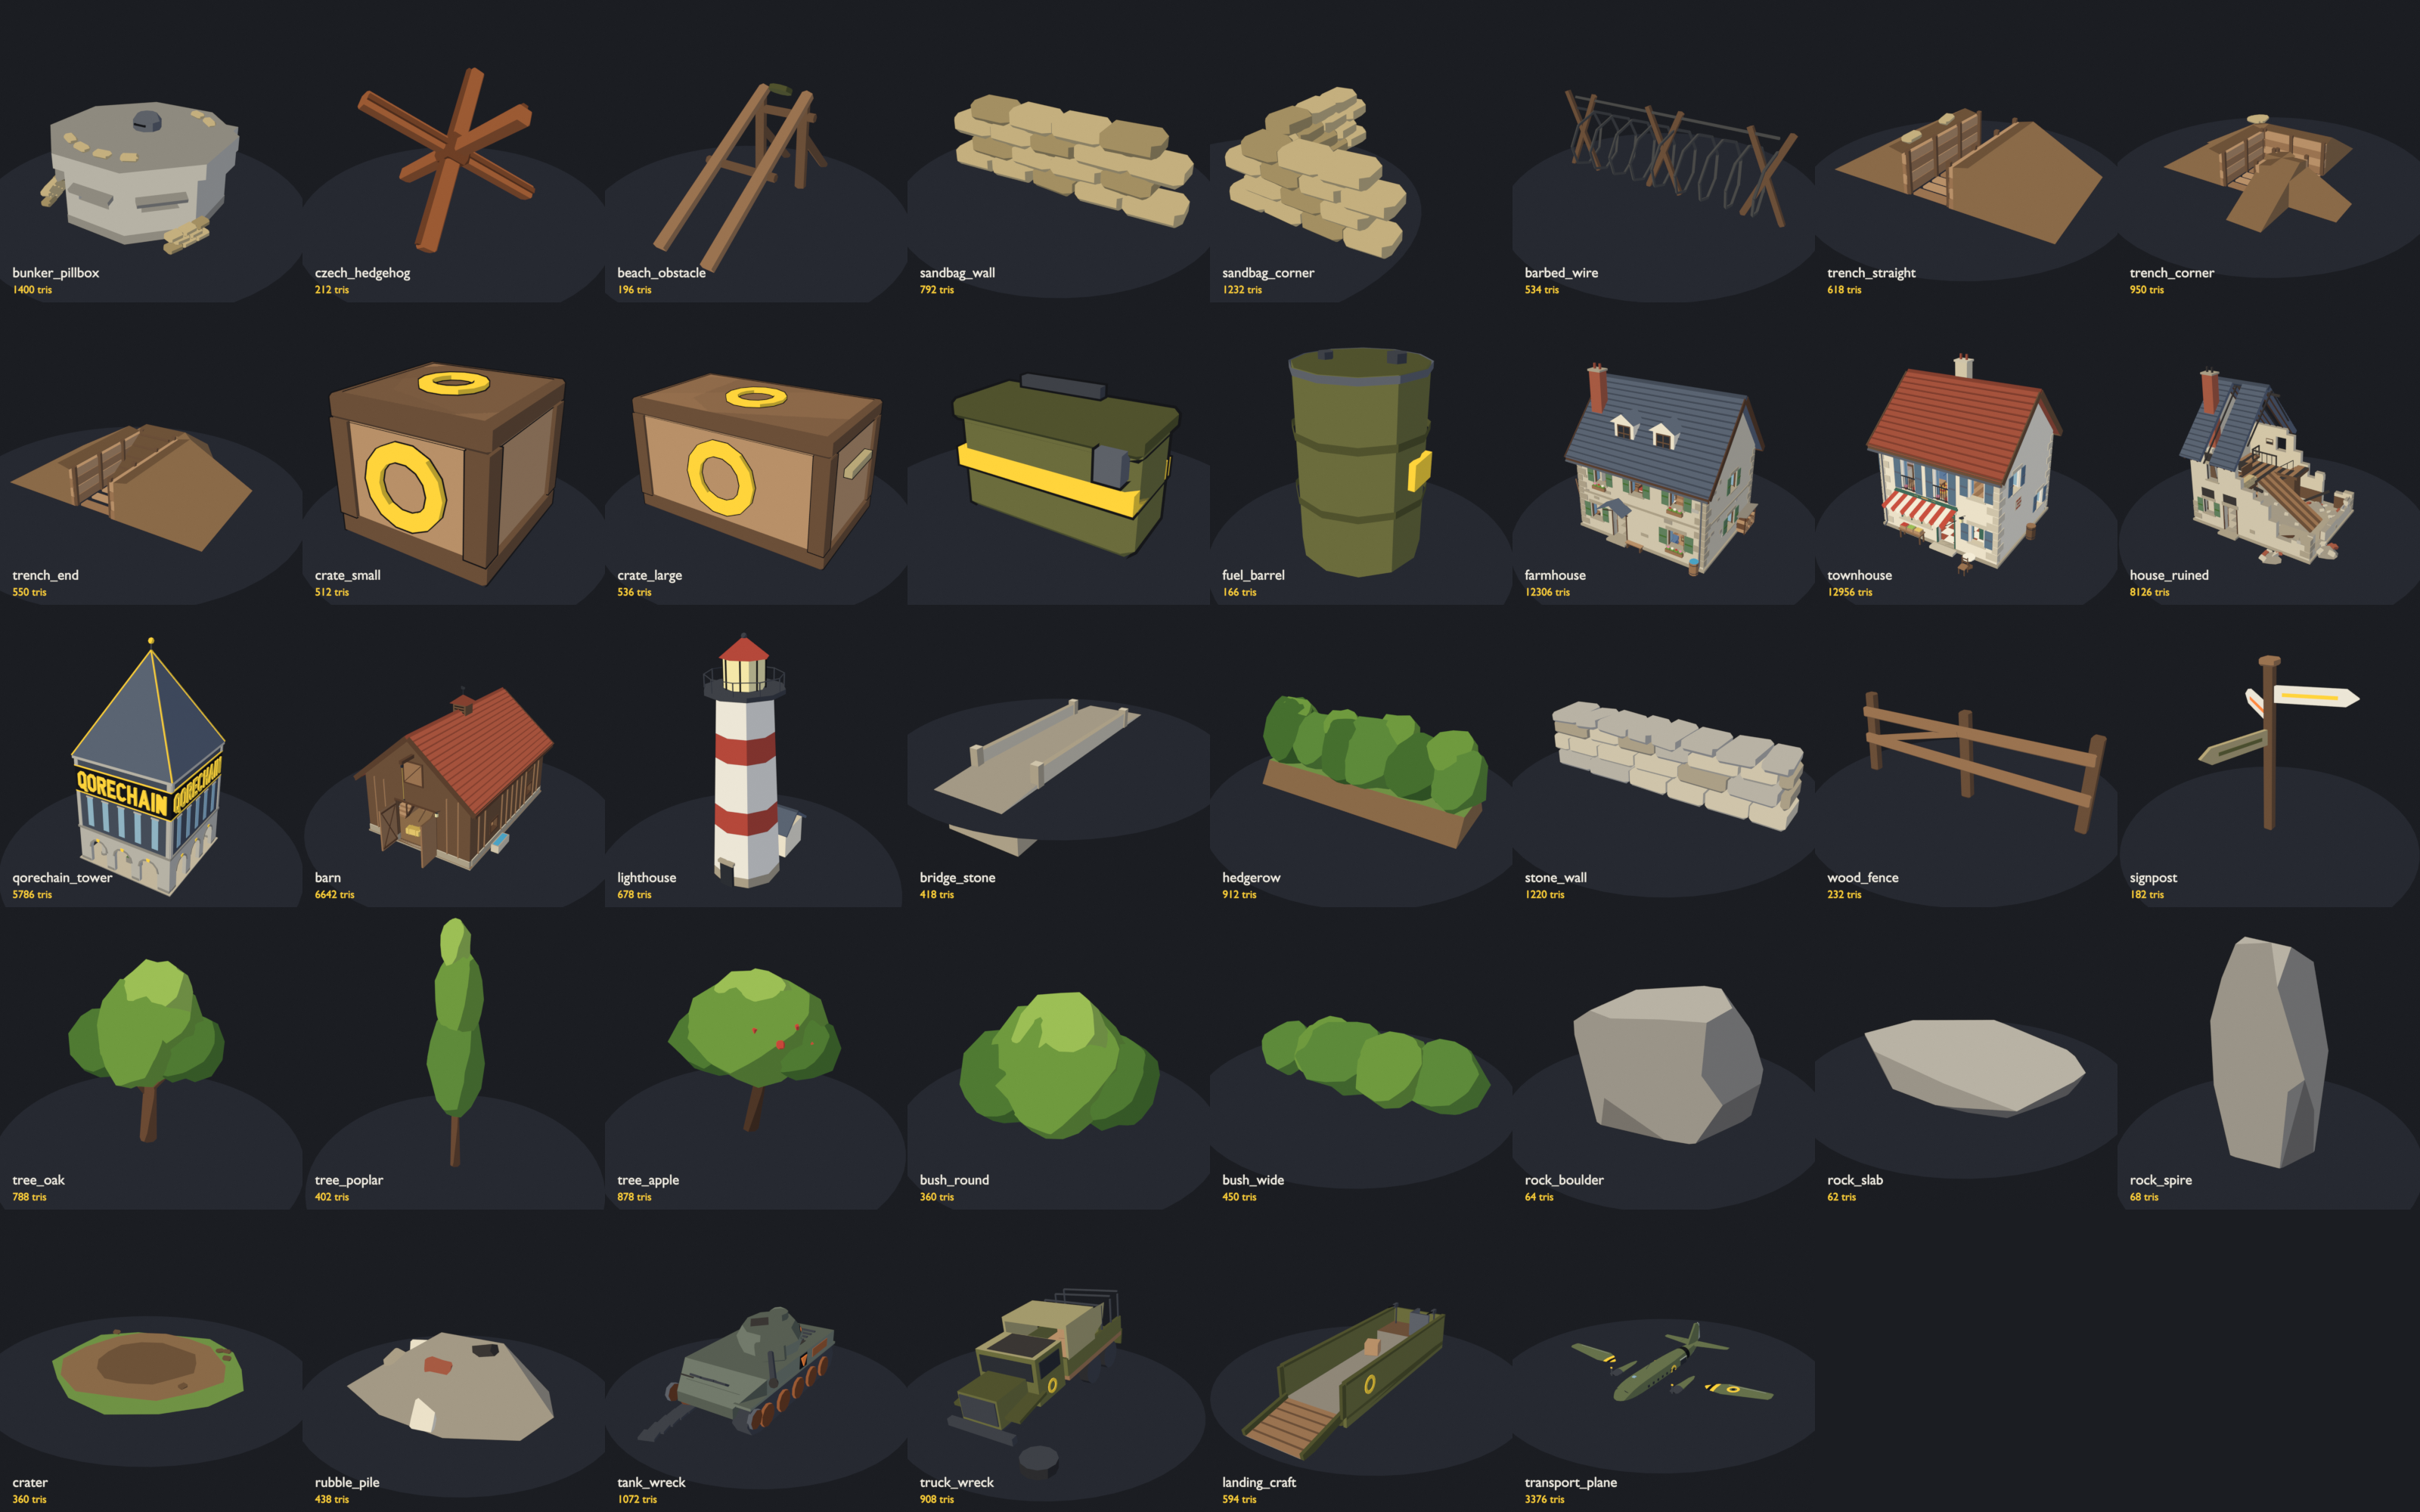 bunker_pillbox
1400 tris
czech_hedgehog
212 tris
beach_obstacle
196 tris
sandbag_wall
792 tris
sandbag_corner
1232 tris
barbed_wire
534 tris
trench_straight
618 tris
trench_corner
950 tris
trench_end
550 tris
crate_small
512 tris
crate_large
536 tris
fuel_barrel
166 tris
farmhouse
12306 tris
townhouse
12956 tris
house_ruined
8126 tris
QORECHAIN
QORECHAIN
qorechain_tower
5786 tris
barn
6642 tris
lighthouse
678 tris
bridge_stone
418 tris
hedgerow
912 tris
stone_wall
1220 tris
wood_fence
232 tris
signpost
182 tris
tree_oak
788 tris
tree_poplar
402 tris
tree_apple
878 tris
bush_round
360 tris
bush_wide
450 tris
rock_boulder
64 tris
rock_slab
62 tris
rock_spire
68 tris
crater
360 tris
rubble_pile
438 tris
tank_wreck
1072 tris
truck_wreck
908 tris
landing_craft
594 tris
transport_plane
3376 tris